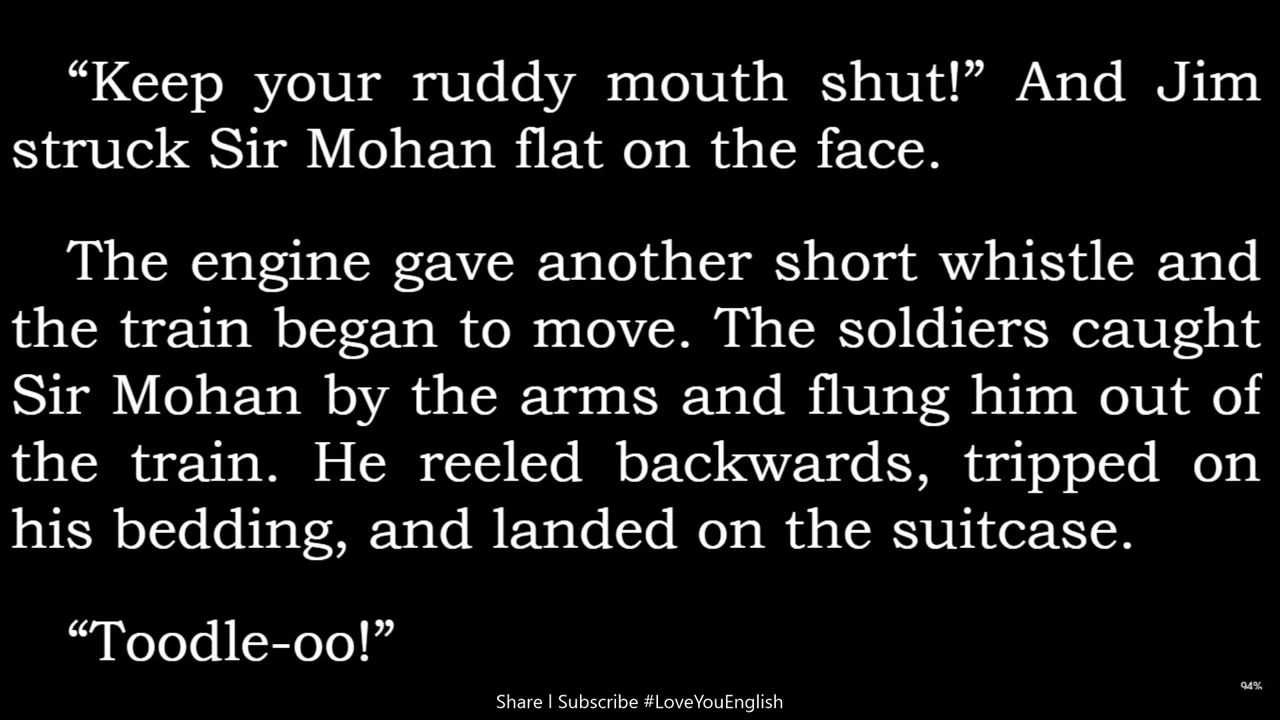 “Keep your ruddy mouth shut!” And Jim
struck Sir Mohan flat on the face.
The engine gave another short whistle and
the train began to move. The soldiers caught
Sir Mohan by the arms and flung him out of
the train. He reeled backwards, tripped on
his bedding, and landed on the suitcase.
“Toodle-oo!”
94%
Share | Subscribe #LoveYouEnglish